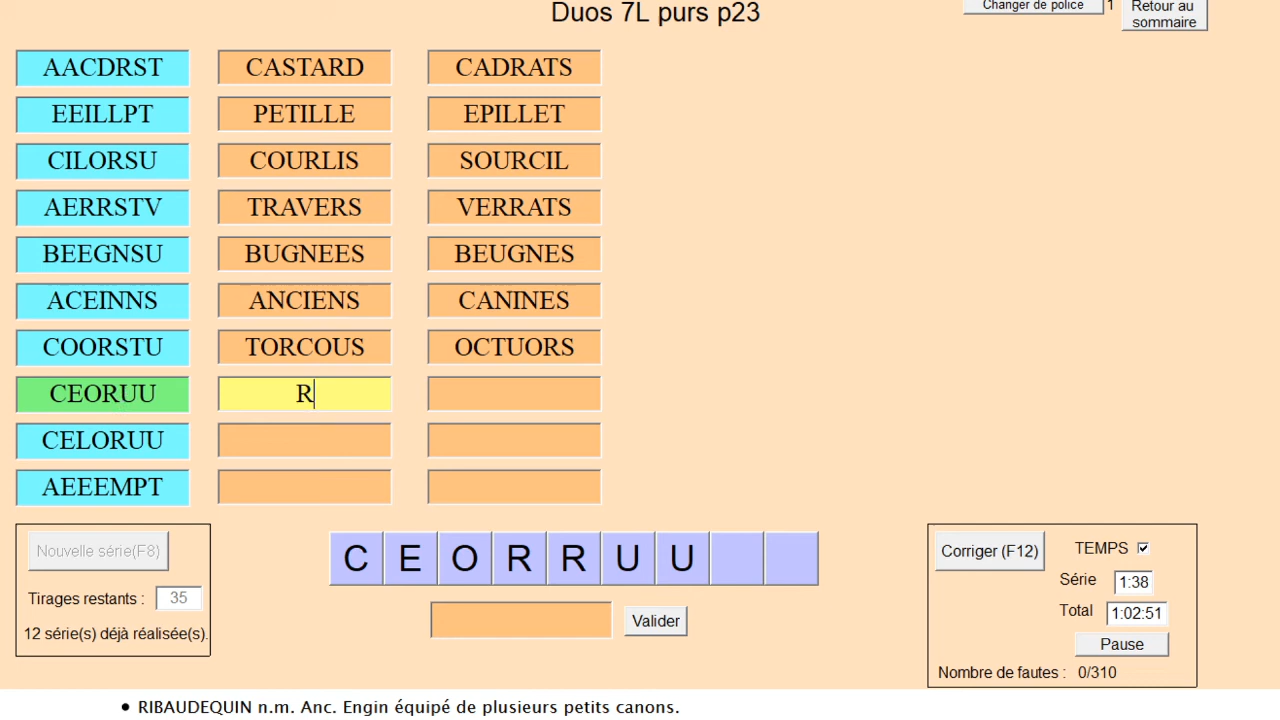 Duos 7L purs p23
Changer de police 1 Retour au sommaire
AACDRST CASTARD CADRATS
EEILLPT PETILLE EPILLET
CILORSU COURLIS SOURCIL
AERRSTV TRAVERS VERRATS
BEEGNSU BUGNEES BEUGNES
ACEINNS ANCIENS CANINES
COORSTU TORCOUS OCTUORS
CEORUU R
CELORUU
AEEEMPT
Nouvelle série(F8)
Tirages restants : 35
12 série(s) déjà réalisée(s).
C E O R R U U
Valider
Corriger (F12)
TEMPS
Série 1:38
Total 1:02:51
Pause
Nombre de fautes : 0/310
• RIBAUDEQUIN n.m. Anc. Engin équipé de plusieurs petits canons.